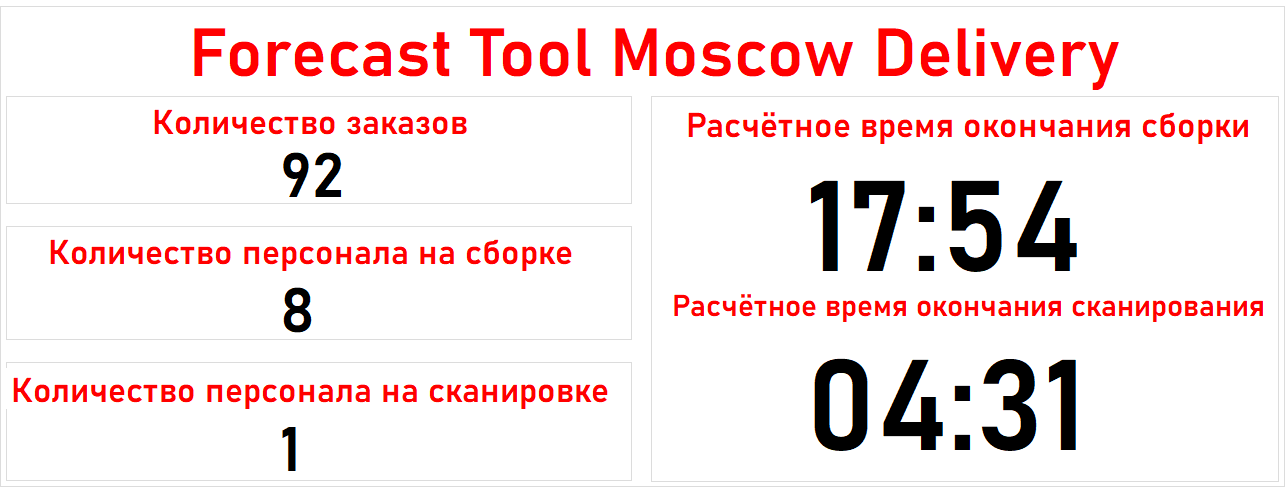 Forecast Tool Moscow Delivery
Количество заказов
92
Количество персонала на сборке
8
Количество персонала на сканировке
1
Расчётное время окончания сборки
17:54
Расчётное время окончания сканирования
04:31